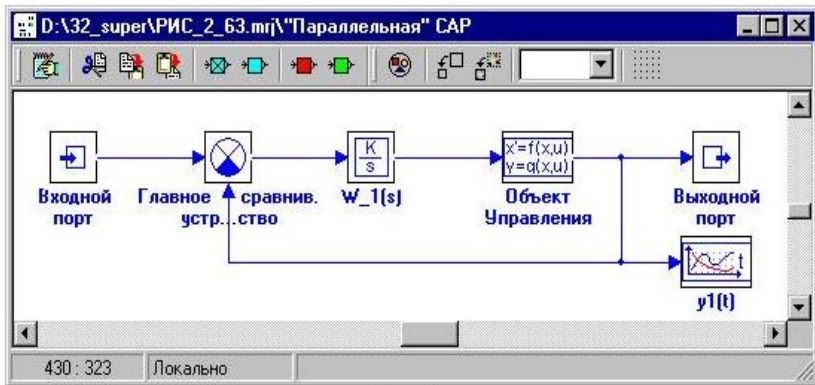 D:\32_super\РИС_2_63.mrj\"Параллельная" САР
K
s
x'=f(x,u)
y=g(x,u)
Входной
порт
Главное сравнив.
устр...ство
W_1(s)
Объект
Управления
Выходной
порт
t
y1(t)
430 : 323
Локально